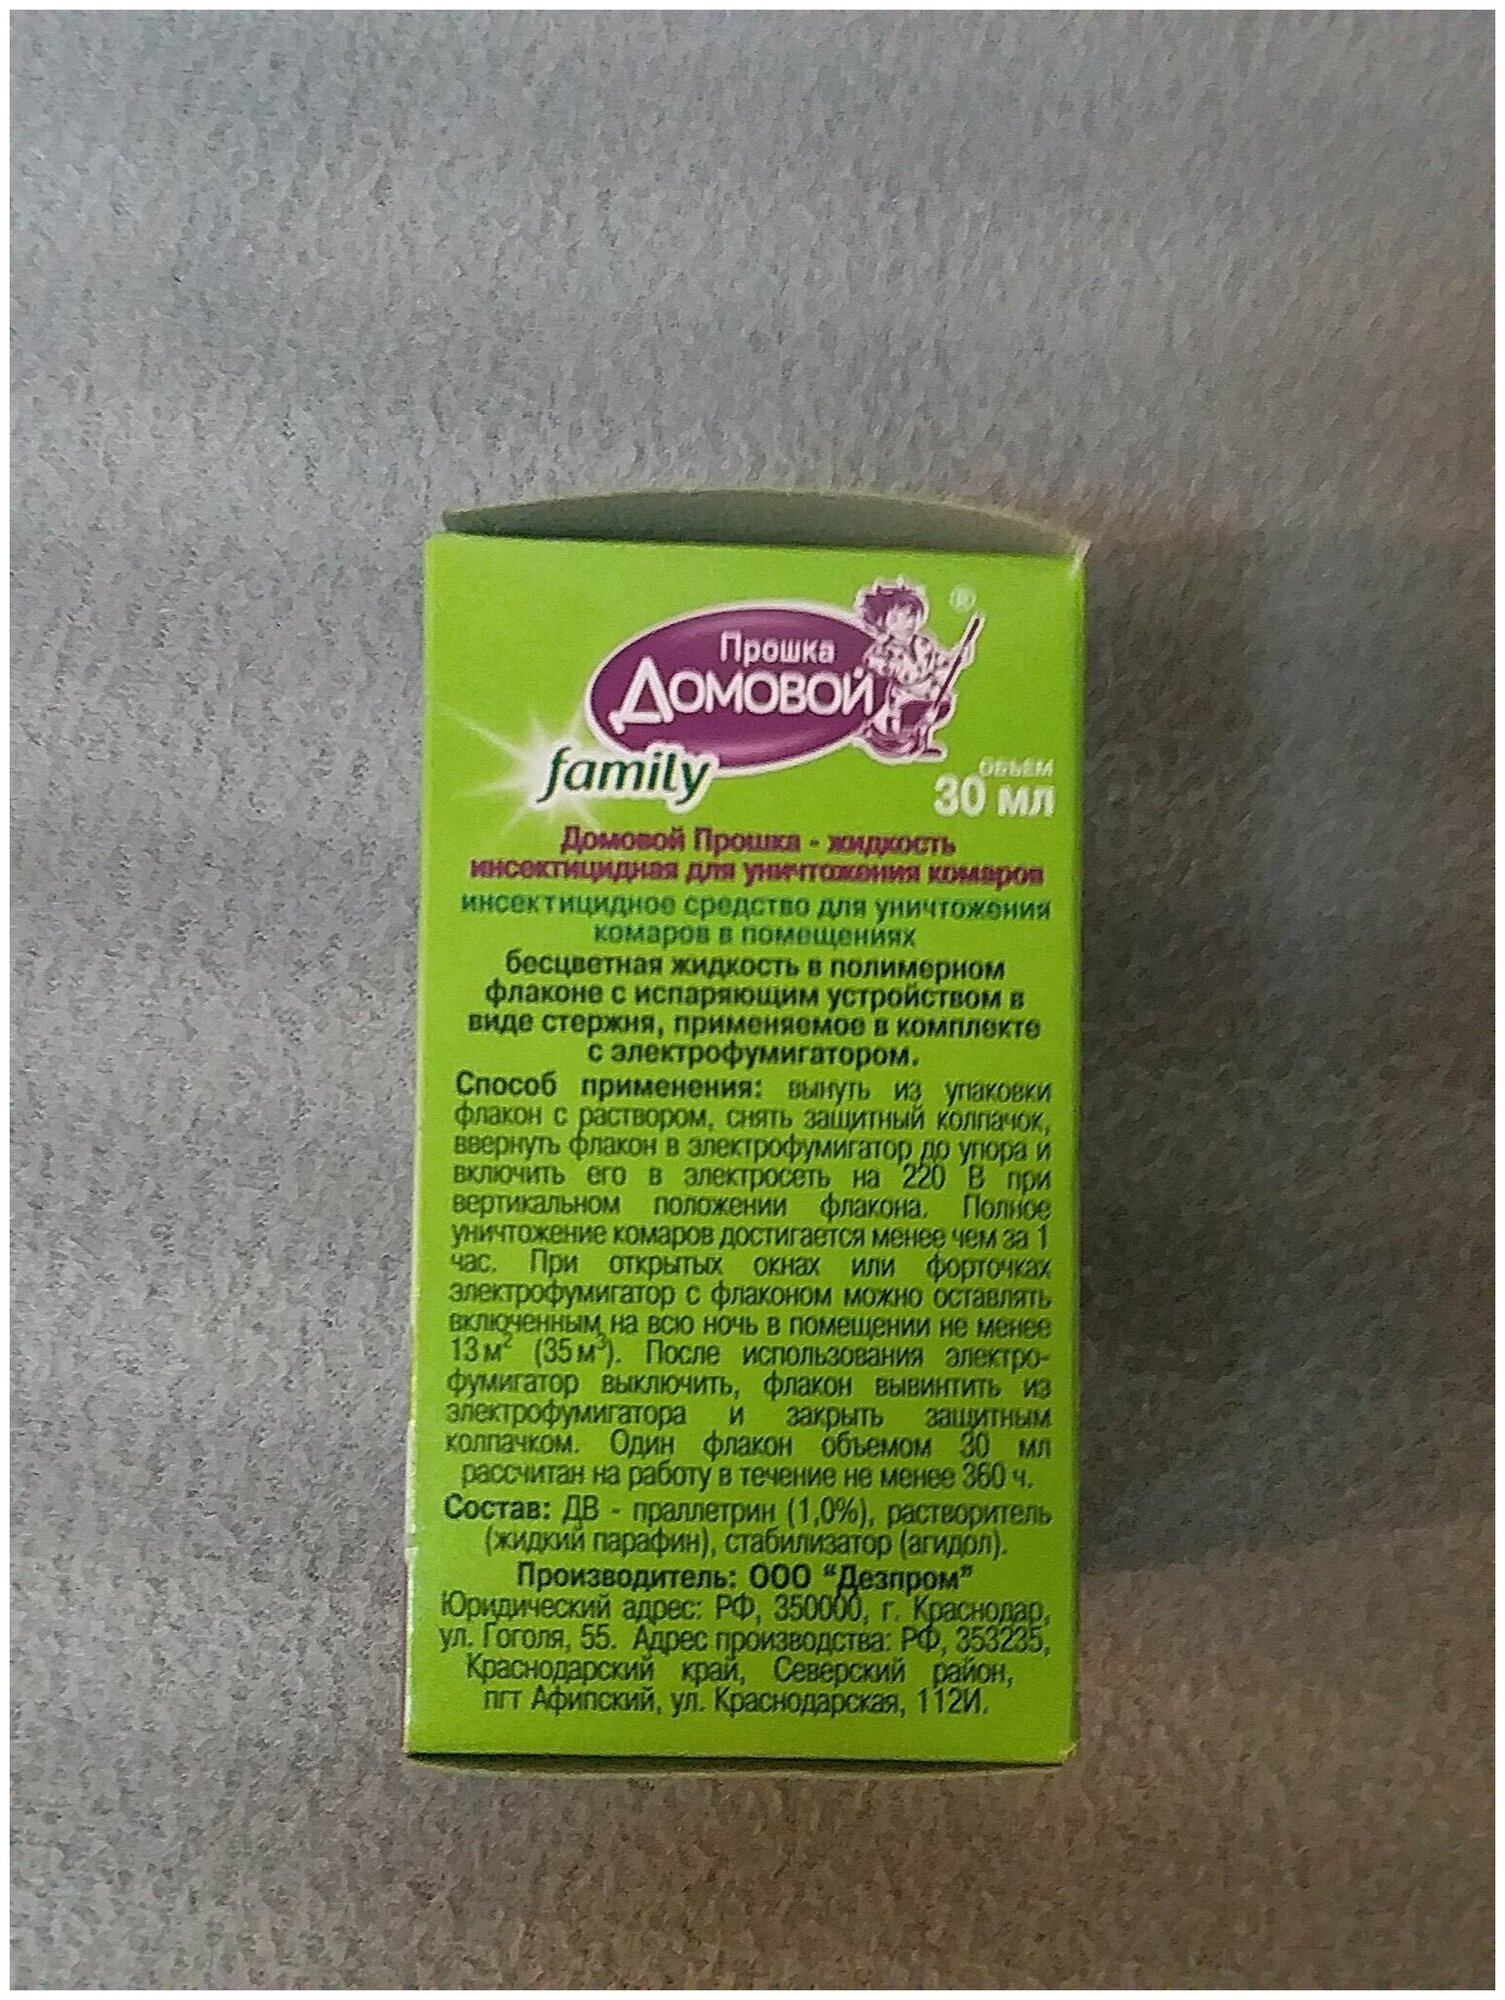 Прошка
Домовой
®
family
объем
30 мл
Домовой Прошка - жидкость
инсектицидная для уничтожения комаров
инсектицидное средство для уничтожения
комаров в помещениях
бесцветная жидкость в полимерном
флаконе с испаряющим устройством в
виде стержня, применяемое в комплекте
с электрофумигатором.
Способ применения: вынуть из упаковки
флакон с раствором, снять защитный колпачок,
ввернуть флакон в электрофумигатор до упора и
включить его в электросеть на 220 В при
вертикальном положении флакона. Полное
уничтожение комаров достигается менее чем за 1
час. При открытых окнах или форточках
электрофумигатор с флаконом можно оставлять
включенным на всю ночь в помещении не менее
13 м² (35 м³). После использования электро-
фумигатор выключить, флакон вывинтить из
электрофумигатора и закрыть защитным
колпачком. Один флакон объемом 30 мл
рассчитан на работу в течение не менее 360 ч.
Состав: ДВ - праллетрин (1,0%), растворитель
(жидкий парафин), стабилизатор (агидол).
Производитель: ООО "Дезпром"
Юридический адрес: РФ, 350000, г. Краснодар,
ул. Гоголя, 55. Адрес производства: РФ, 353235,
Краснодарский край, Северский район,
пгт Афипский, ул. Краснодарская, 112И.